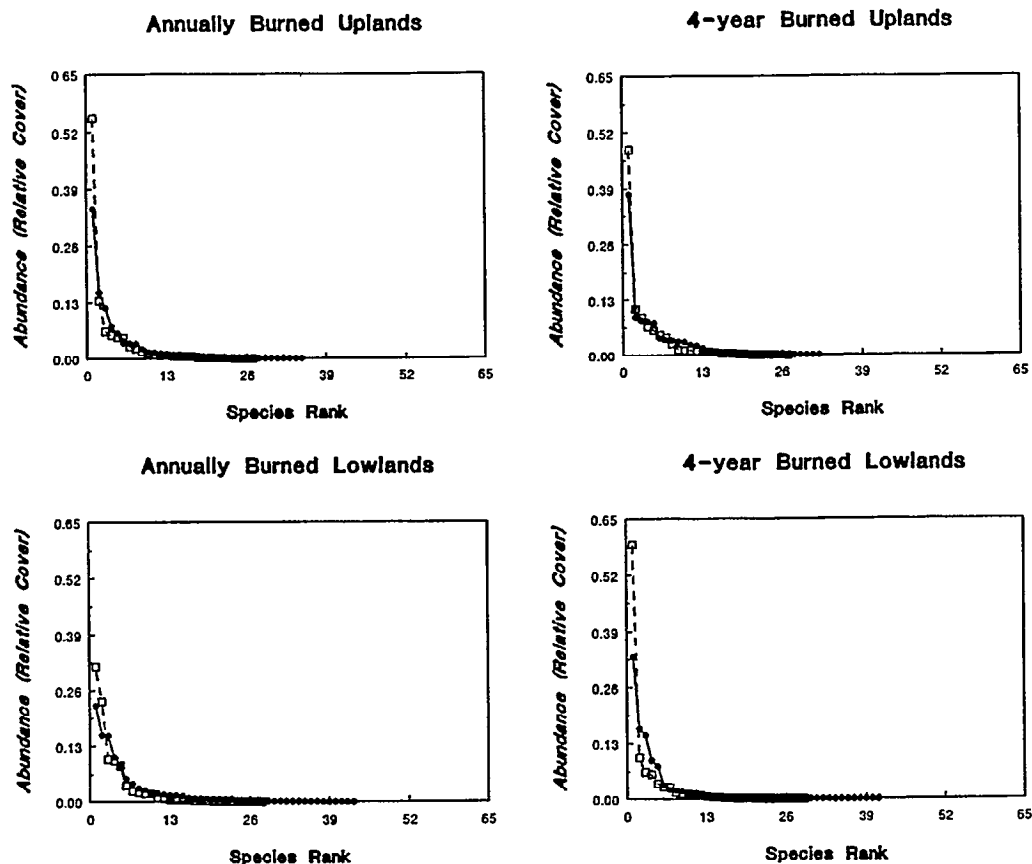 Annually Burned Uplands
Abundance (Relative Cover)
0.65
0.52
0.39
0.26
0.13
0.00
0 13 26 39 52 65
Species Rank
4-year Burned Uplands
Abundance (Relative Cover)
0.65
0.52
0.39
0.26
0.13
0.00
0 13 26 39 52 65
Species Rank
Annually Burned Lowlands
Abundance (Relative Cover)
0.65
0.52
0.39
0.26
0.13
0.00
0 13 26 39 52 65
Species Rank
4-year Burned Lowlands
Abundance (Relative Cover)
0.65
0.52
0.39
0.26
0.13
0.00
0 13 26 39 52 65
Species Rank